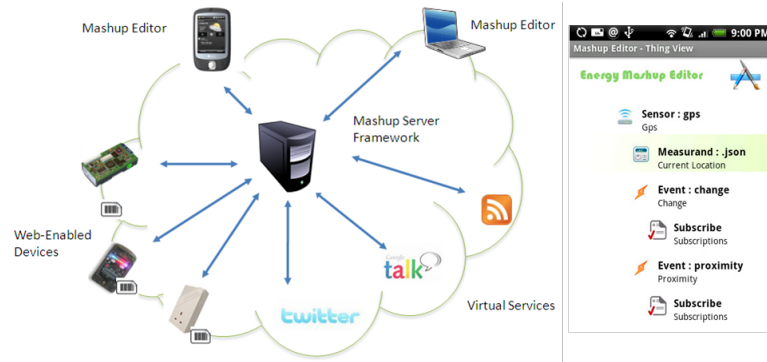 Mashup Editor
Mashup Editor
Mashup Server
Framework
Web-Enabled
Devices
Google
talk
twitter
Virtual Services
9:00 PM
Mashup Editor - Thing View
Energy Mashup Editor
Sensor : gps
Gps
Measurand : .json
Current Location
Event : change
Change
Subscribe
Subscriptions
Event : proximity
Proximity
Subscribe
Subscriptions